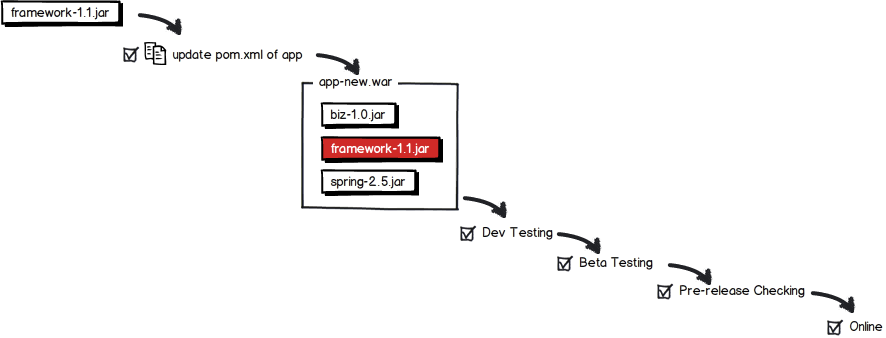 framework-1.1.jar
update pom.xml of app
app-new.war
biz-1.0.jar
framework-1.1.jar
spring-2.5.jar
Dev Testing
Beta Testing
Pre-release Checking
Online